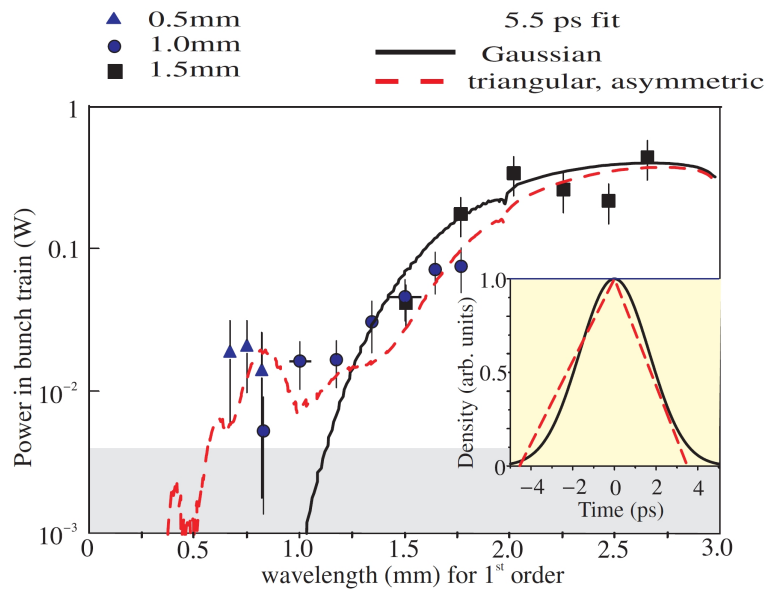 0.5mm
1.0mm
1.5mm
5.5 ps fit
Gaussian
triangular, asymmetric
Power in bunch train (W)
1
0.1
10⁻²
10⁻³
0
0.5
1.0
1.5
2.0
2.5
3.0
wavelength (mm) for 1ˢᵗ order
Density (arb. units)
1.0
0.5
0
−4
−2
0
2
4
Time (ps)